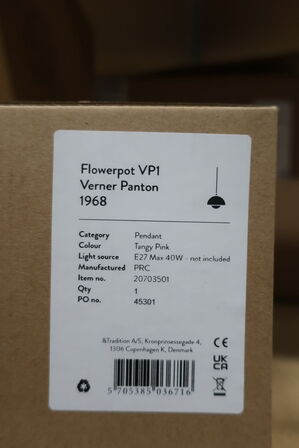 Flowerpot VP1
Verner Panton
1968
Category Pendant
Colour Tangy Pink
Light source E27 Max 40W - not included
Manufactured PRC
Item no. 20703501
Qty 1
PO no. 45301
&Tradition A/S, Kronprinsessegade 4,
1306 Copenhagen K, Denmark
CE
UK
CA
5 705385 036716